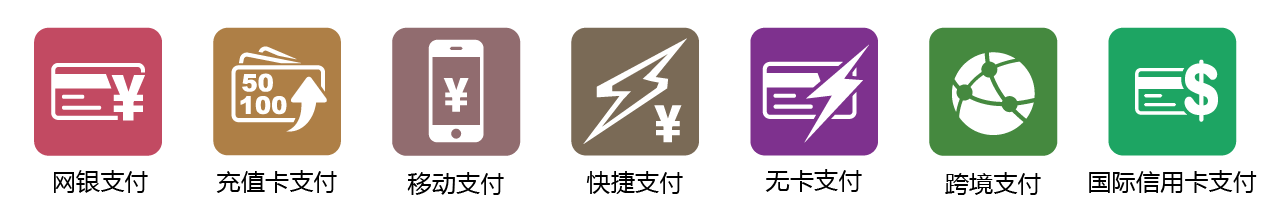 ¥
50
100
¥
¥
$
网银支付
充值卡支付
移动支付
快捷支付
无卡支付
跨境支付
国际信用卡支付